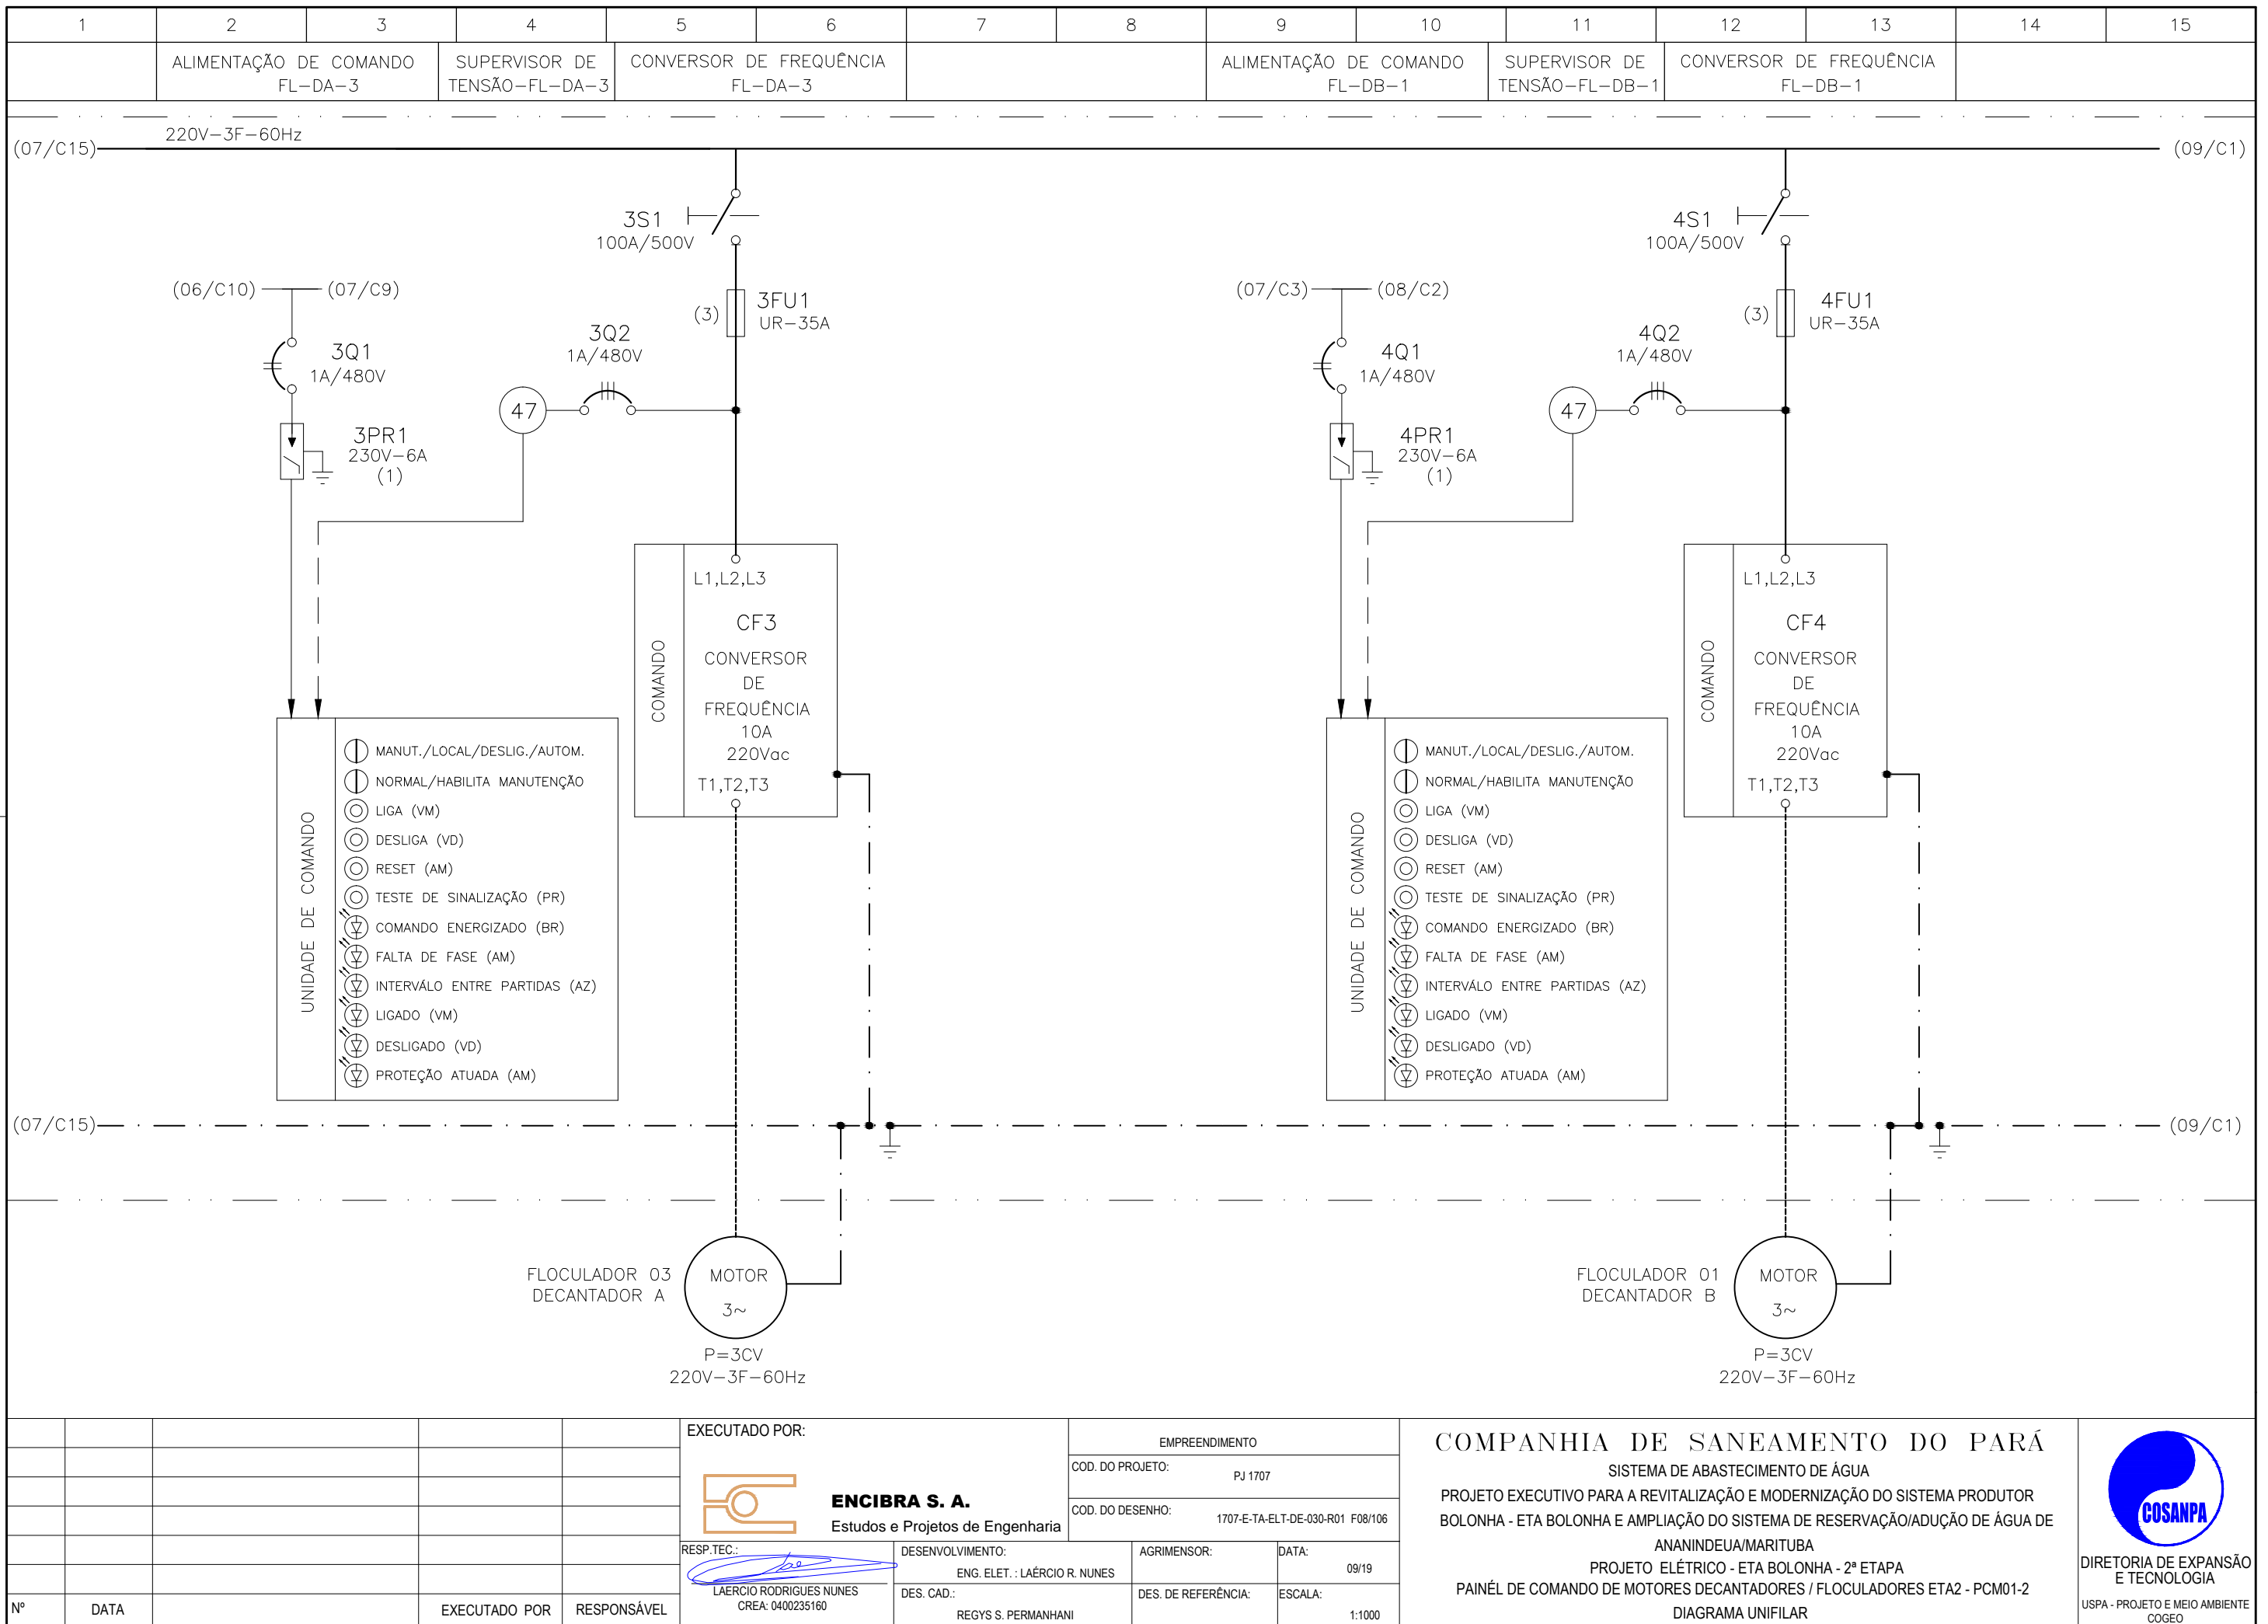 1 2 3 4 5 6 7 8 9 10 11 12 13 14 15
ALIMENTAÇÃO DE COMANDO
FL-DA-3
SUPERVISOR DE
TENSÃO-FL-DA-3
CONVERSOR DE FREQUÊNCIA
FL-DA-3
ALIMENTAÇÃO DE COMANDO
FL-DB-1
SUPERVISOR DE
TENSÃO-FL-DB-1
CONVERSOR DE FREQUÊNCIA
FL-DB-1
220V-3F-60Hz
(07/C15)
(09/C1)
3S1
100A/500V
(06/C10)
(07/C9)
(3)
3FU1
UR-35A
3Q1
1A/480V
3Q2
1A/480V
47
3PR1
230V-6A
(1)
COMANDO
L1,L2,L3
CF3
CONVERSOR
DE
FREQUÊNCIA
10A
220Vac
T1,T2,T3
UNIDADE DE COMANDO
MANUT./LOCAL/DESLIG./AUTOM.
NORMAL/HABILITA MANUTENÇÃO
LIGA (VM)
DESLIGA (VD)
RESET (AM)
TESTE DE SINALIZAÇÃO (PR)
COMANDO ENERGIZADO (BR)
FALTA DE FASE (AM)
INTERVÁLO ENTRE PARTIDAS (AZ)
LIGADO (VM)
DESLIGADO (VD)
PROTEÇÃO ATUADA (AM)
4S1
100A/500V
(07/C3)
(08/C2)
(3)
4FU1
UR-35A
4Q1
1A/480V
4Q2
1A/480V
47
4PR1
230V-6A
(1)
COMANDO
L1,L2,L3
CF4
CONVERSOR
DE
FREQUÊNCIA
10A
220Vac
T1,T2,T3
UNIDADE DE COMANDO
MANUT./LOCAL/DESLIG./AUTOM.
NORMAL/HABILITA MANUTENÇÃO
LIGA (VM)
DESLIGA (VD)
RESET (AM)
TESTE DE SINALIZAÇÃO (PR)
COMANDO ENERGIZADO (BR)
FALTA DE FASE (AM)
INTERVÁLO ENTRE PARTIDAS (AZ)
LIGADO (VM)
DESLIGADO (VD)
PROTEÇÃO ATUADA (AM)
(07/C15)
(09/C1)
FLOCULADOR 03
DECANTADOR A
MOTOR
3~
P=3CV
220V-3F-60Hz
FLOCULADOR 01
DECANTADOR B
MOTOR
3~
P=3CV
220V-3F-60Hz
Nº DATA EXECUTADO POR RESPONSÁVEL
EXECUTADO POR:
ENCIBRA S. A.
Estudos e Projetos de Engenharia
EMPREENDIMENTO
COD. DO PROJETO:
PJ 1707
COD. DO DESENHO:
1707-E-TA-ELT-DE-030-R01 F08/106
RESP.TEC.:
LAERCIO RODRIGUES NUNES
CREA: 0400235160
DESENVOLVIMENTO:
ENG. ELET. : LAÉRCIO R. NUNES
AGRIMENSOR:
DATA:
09/19
DES. CAD.:
REGYS S. PERMANHANI
DES. DE REFERÊNCIA:
ESCALA:
1:1000
COMPANHIA DE SANEAMENTO DO PARÁ
SISTEMA DE ABASTECIMENTO DE ÁGUA
PROJETO EXECUTIVO PARA A REVITALIZAÇÃO E MODERNIZAÇÃO DO SISTEMA PRODUTOR
BOLONHA - ETA BOLONHA E AMPLIAÇÃO DO SISTEMA DE RESERVAÇÃO/ADUÇÃO DE ÁGUA DE
ANANINDEUA/MARITUBA
PROJETO ELÉTRICO - ETA BOLONHA - 2ª ETAPA
PAINÉL DE COMANDO DE MOTORES DECANTADORES / FLOCULADORES ETA2 - PCM01-2
DIAGRAMA UNIFILAR
COSANPA
DIRETORIA DE EXPANSÃO
E TECNOLOGIA
USPA - PROJETO E MEIO AMBIENTE
COGEO